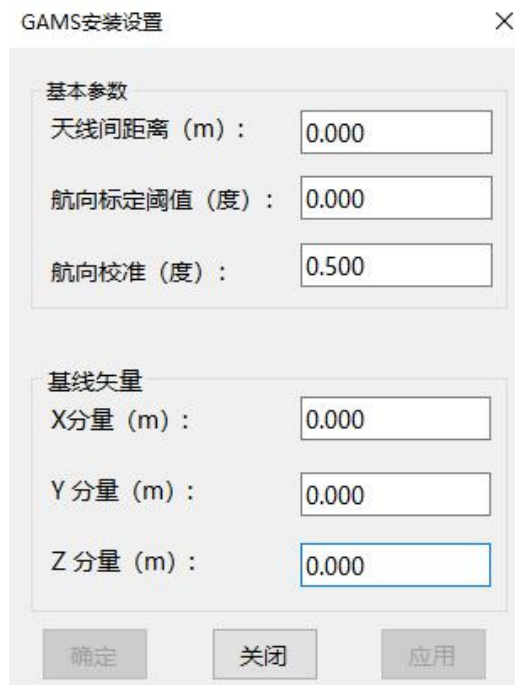 GAMS安装设置
基本参数
天线间距离（m）: 0.000
航向标定阈值（度）: 0.000
航向校准（度）: 0.500
基线矢量
X分量（m）: 0.000
Y 分量（m）: 0.000
Z 分量（m）: 0.000
确定 关闭 应用